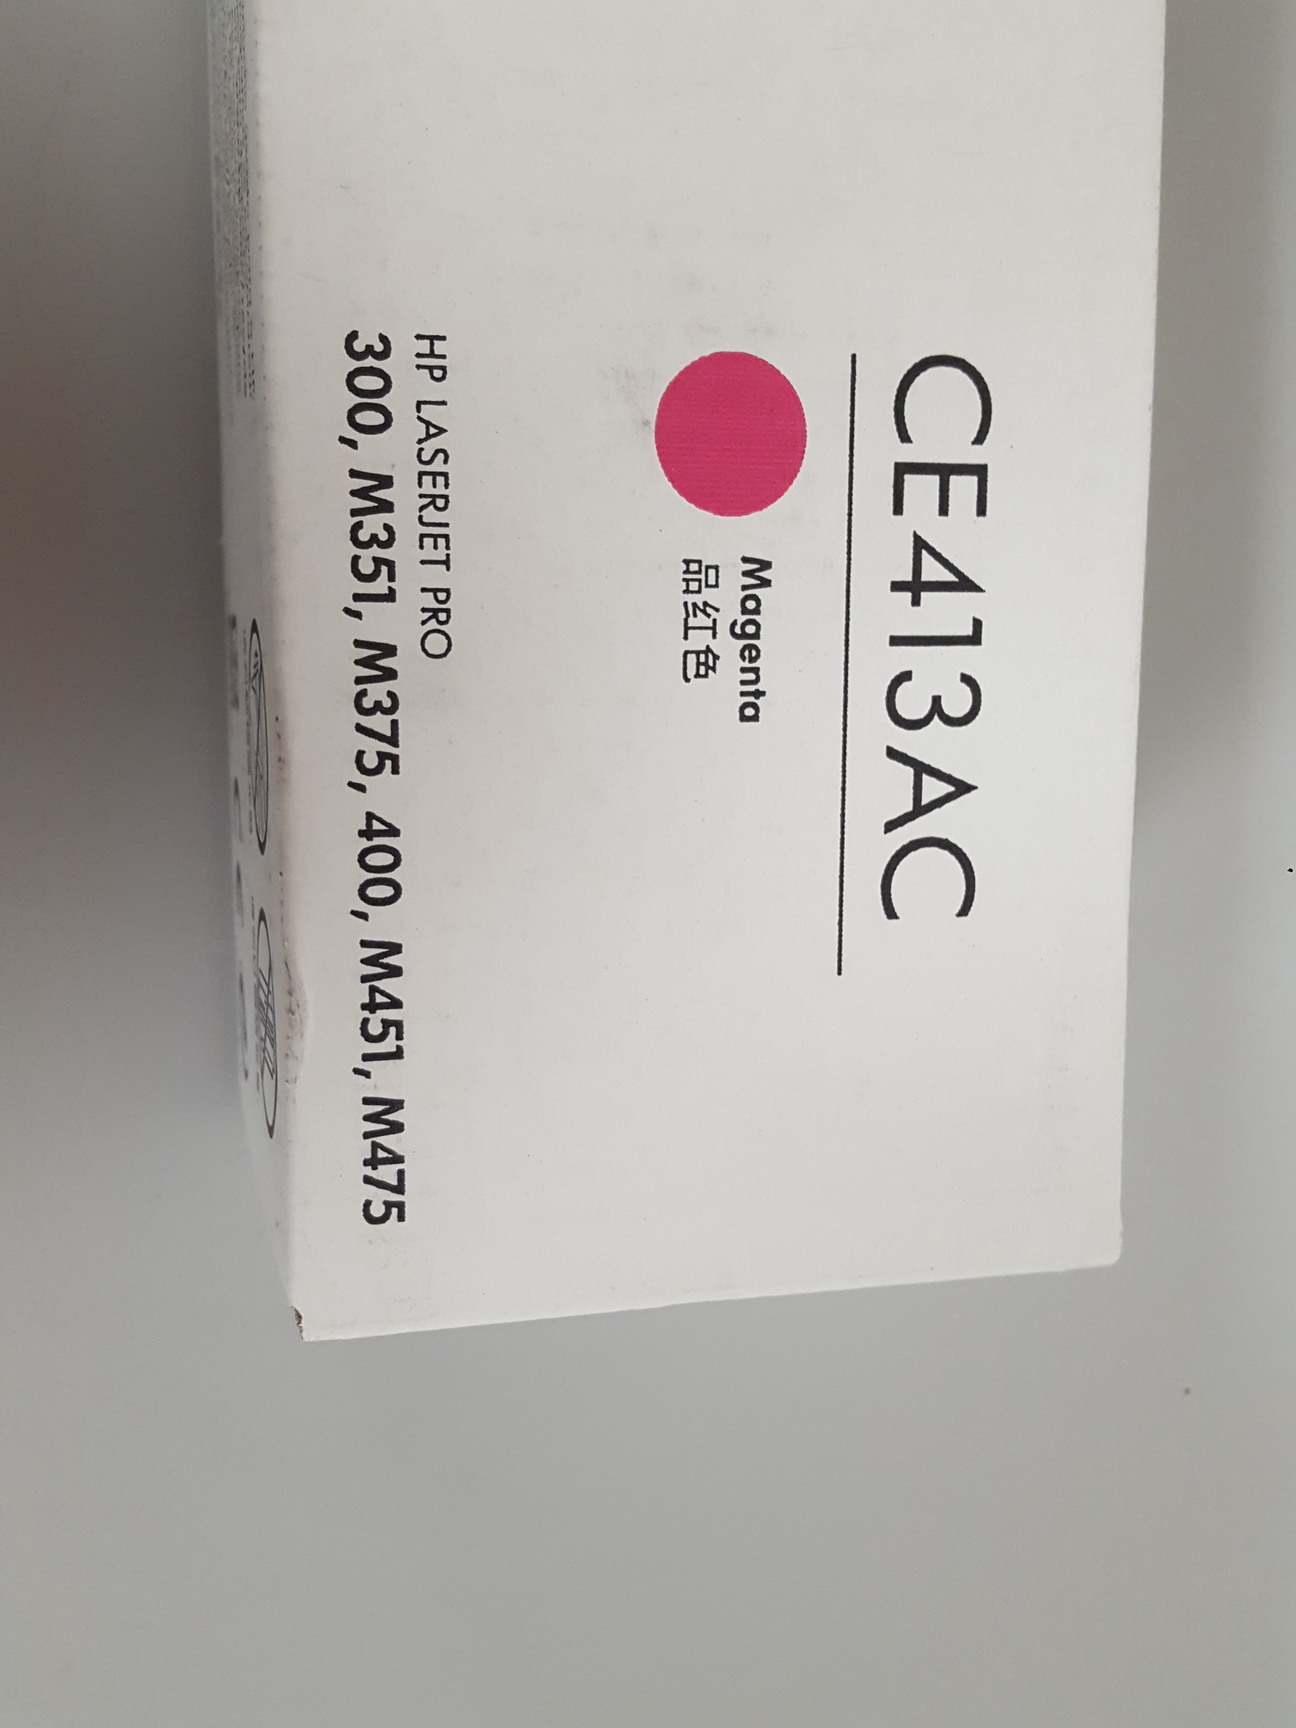 CE413AC
Magenta
品红色
HP LASERJET PRO
300, M351, M375, 400, M451, M475